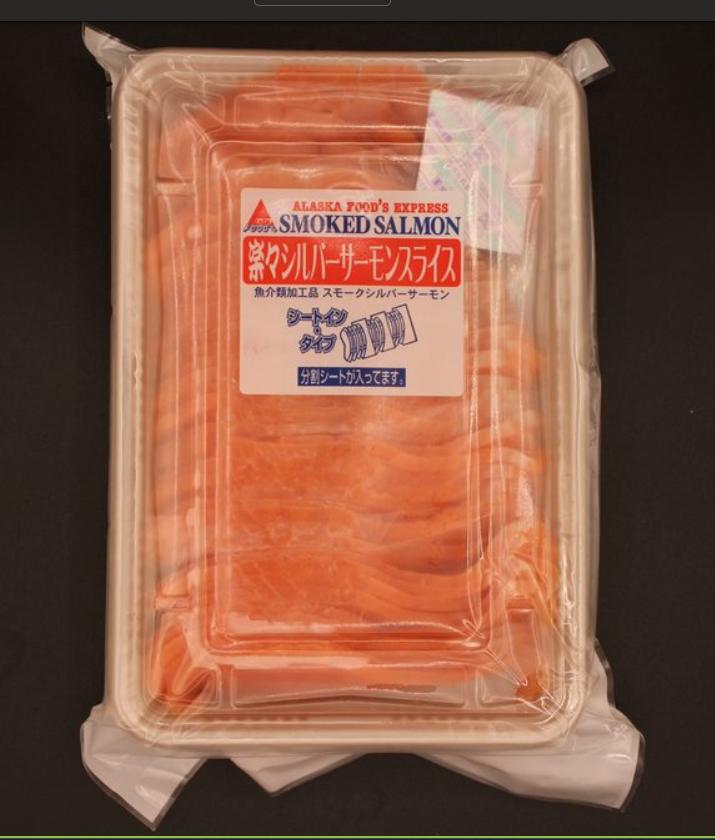 ALASKA FOOD'S EXPRESS
SMOKED SALMON
楽々シルバーサーモンスライス
魚介類加工品 スモークシルバーサーモン
シートイン
タイプ
分割シートが入ってます。